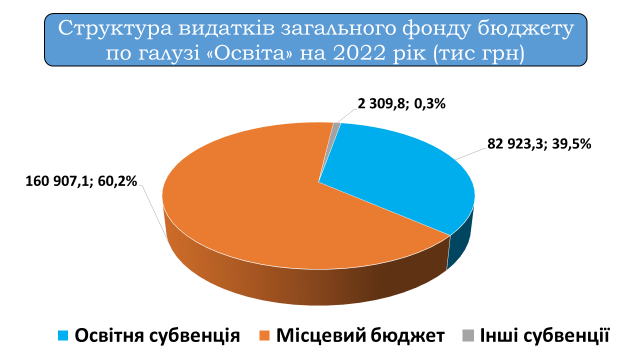 Структура видатків загального фонду бюджету
по галузі «Освіта» на 2022 рік (тис грн)
2 309,8; 0,3%
82 923,3; 39,5%
160 907,1; 60,2%
Освітня субвенція Місцевий бюджет Інші субвенції